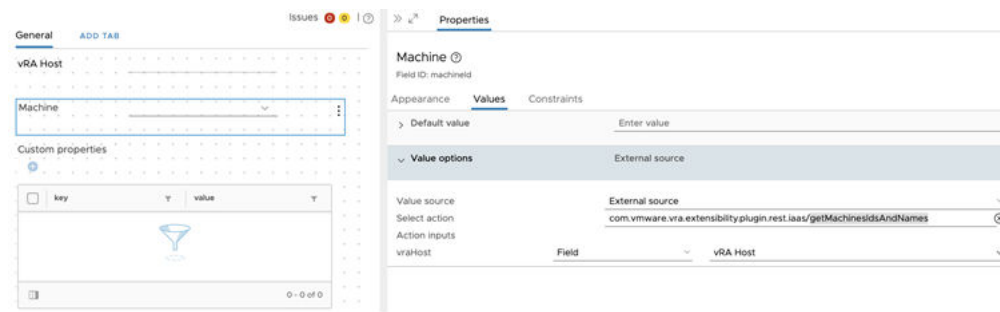 Issues 0 0
General ADD TAB
vRA Host
Machine
Custom properties
key value
0 - 0 of 0
Properties
Machine
Field ID: machineId
Appearance Values Constraints
Default value Enter value
Value options External source
Value source External source
Select action com.vmware.vra.extensibility.plugin.rest.iaas/getMachinesIdsAndNames
Action inputs
vraHost Field vRA Host